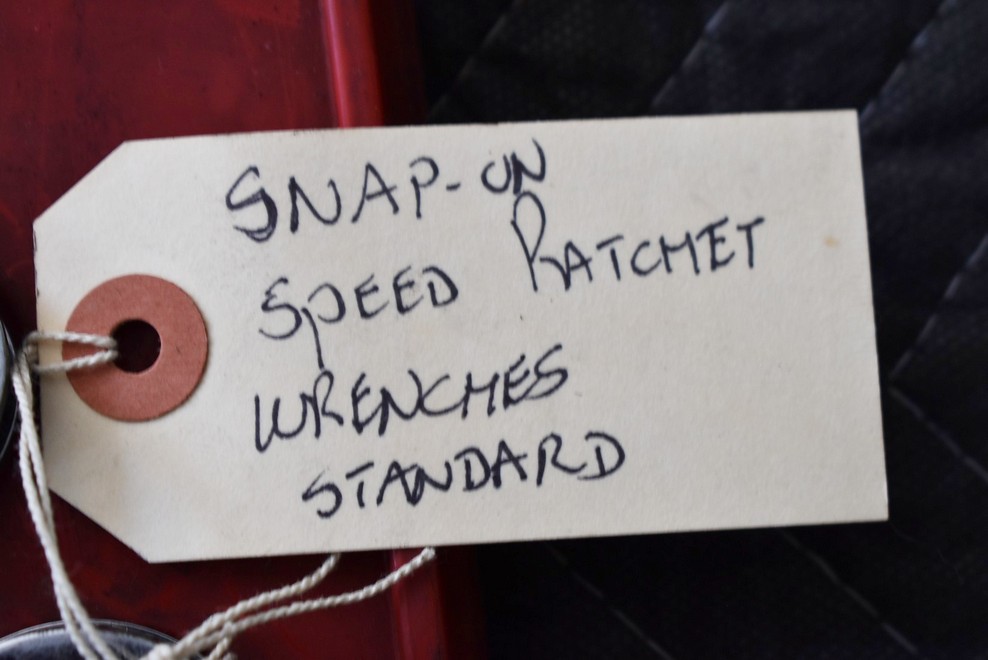 SNAP-ON
SPEED RATCHET
WRENCHES
STANDARD